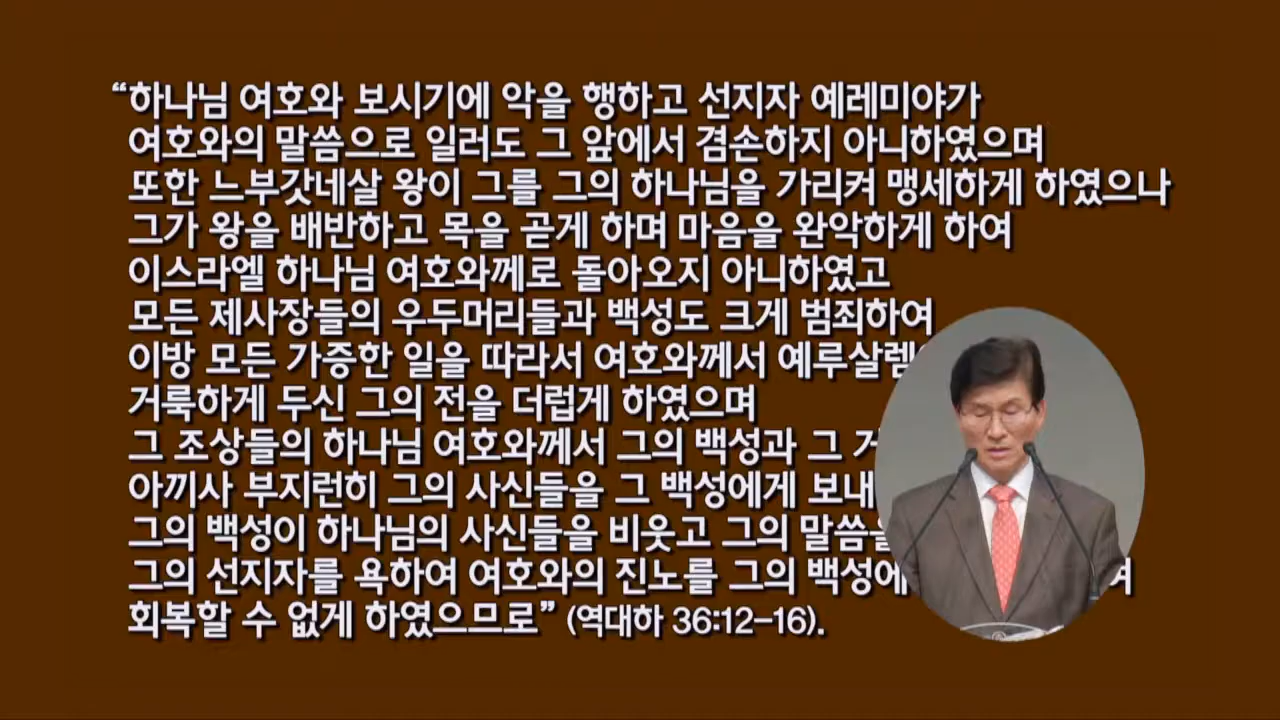 “하나님 여호와 보시기에 악을 행하고 선지자 예레미야가
여호와의 말씀으로 일러도 그 앞에서 겸손하지 아니하였으며
또한 느부갓네살 왕이 그를 그의 하나님을 가리켜 맹세하게 하였으나
그가 왕을 배반하고 목을 곧게 하며 마음을 완악하게 하여
이스라엘 하나님 여호와께로 돌아오지 아니하였고
모든 제사장들의 우두머리들과 백성도 크게 범죄하여
이방 모든 가증한 일을 따라서 여호와께서 예루살렘
거룩하게 두신 그의 전을 더럽게 하였으며
그 조상들의 하나님 여호와께서 그의 백성과 그
아끼사 부지런히 그의 사신들을 그 백성에게 보내
그의 백성이 하나님의 사신들을 비웃고 그의 말씀을
그의 선지자를 욕하여 여호와의 진노를 그의 백성에 여
회복할 수 없게 하였으므로” (역대하 36:12-16).